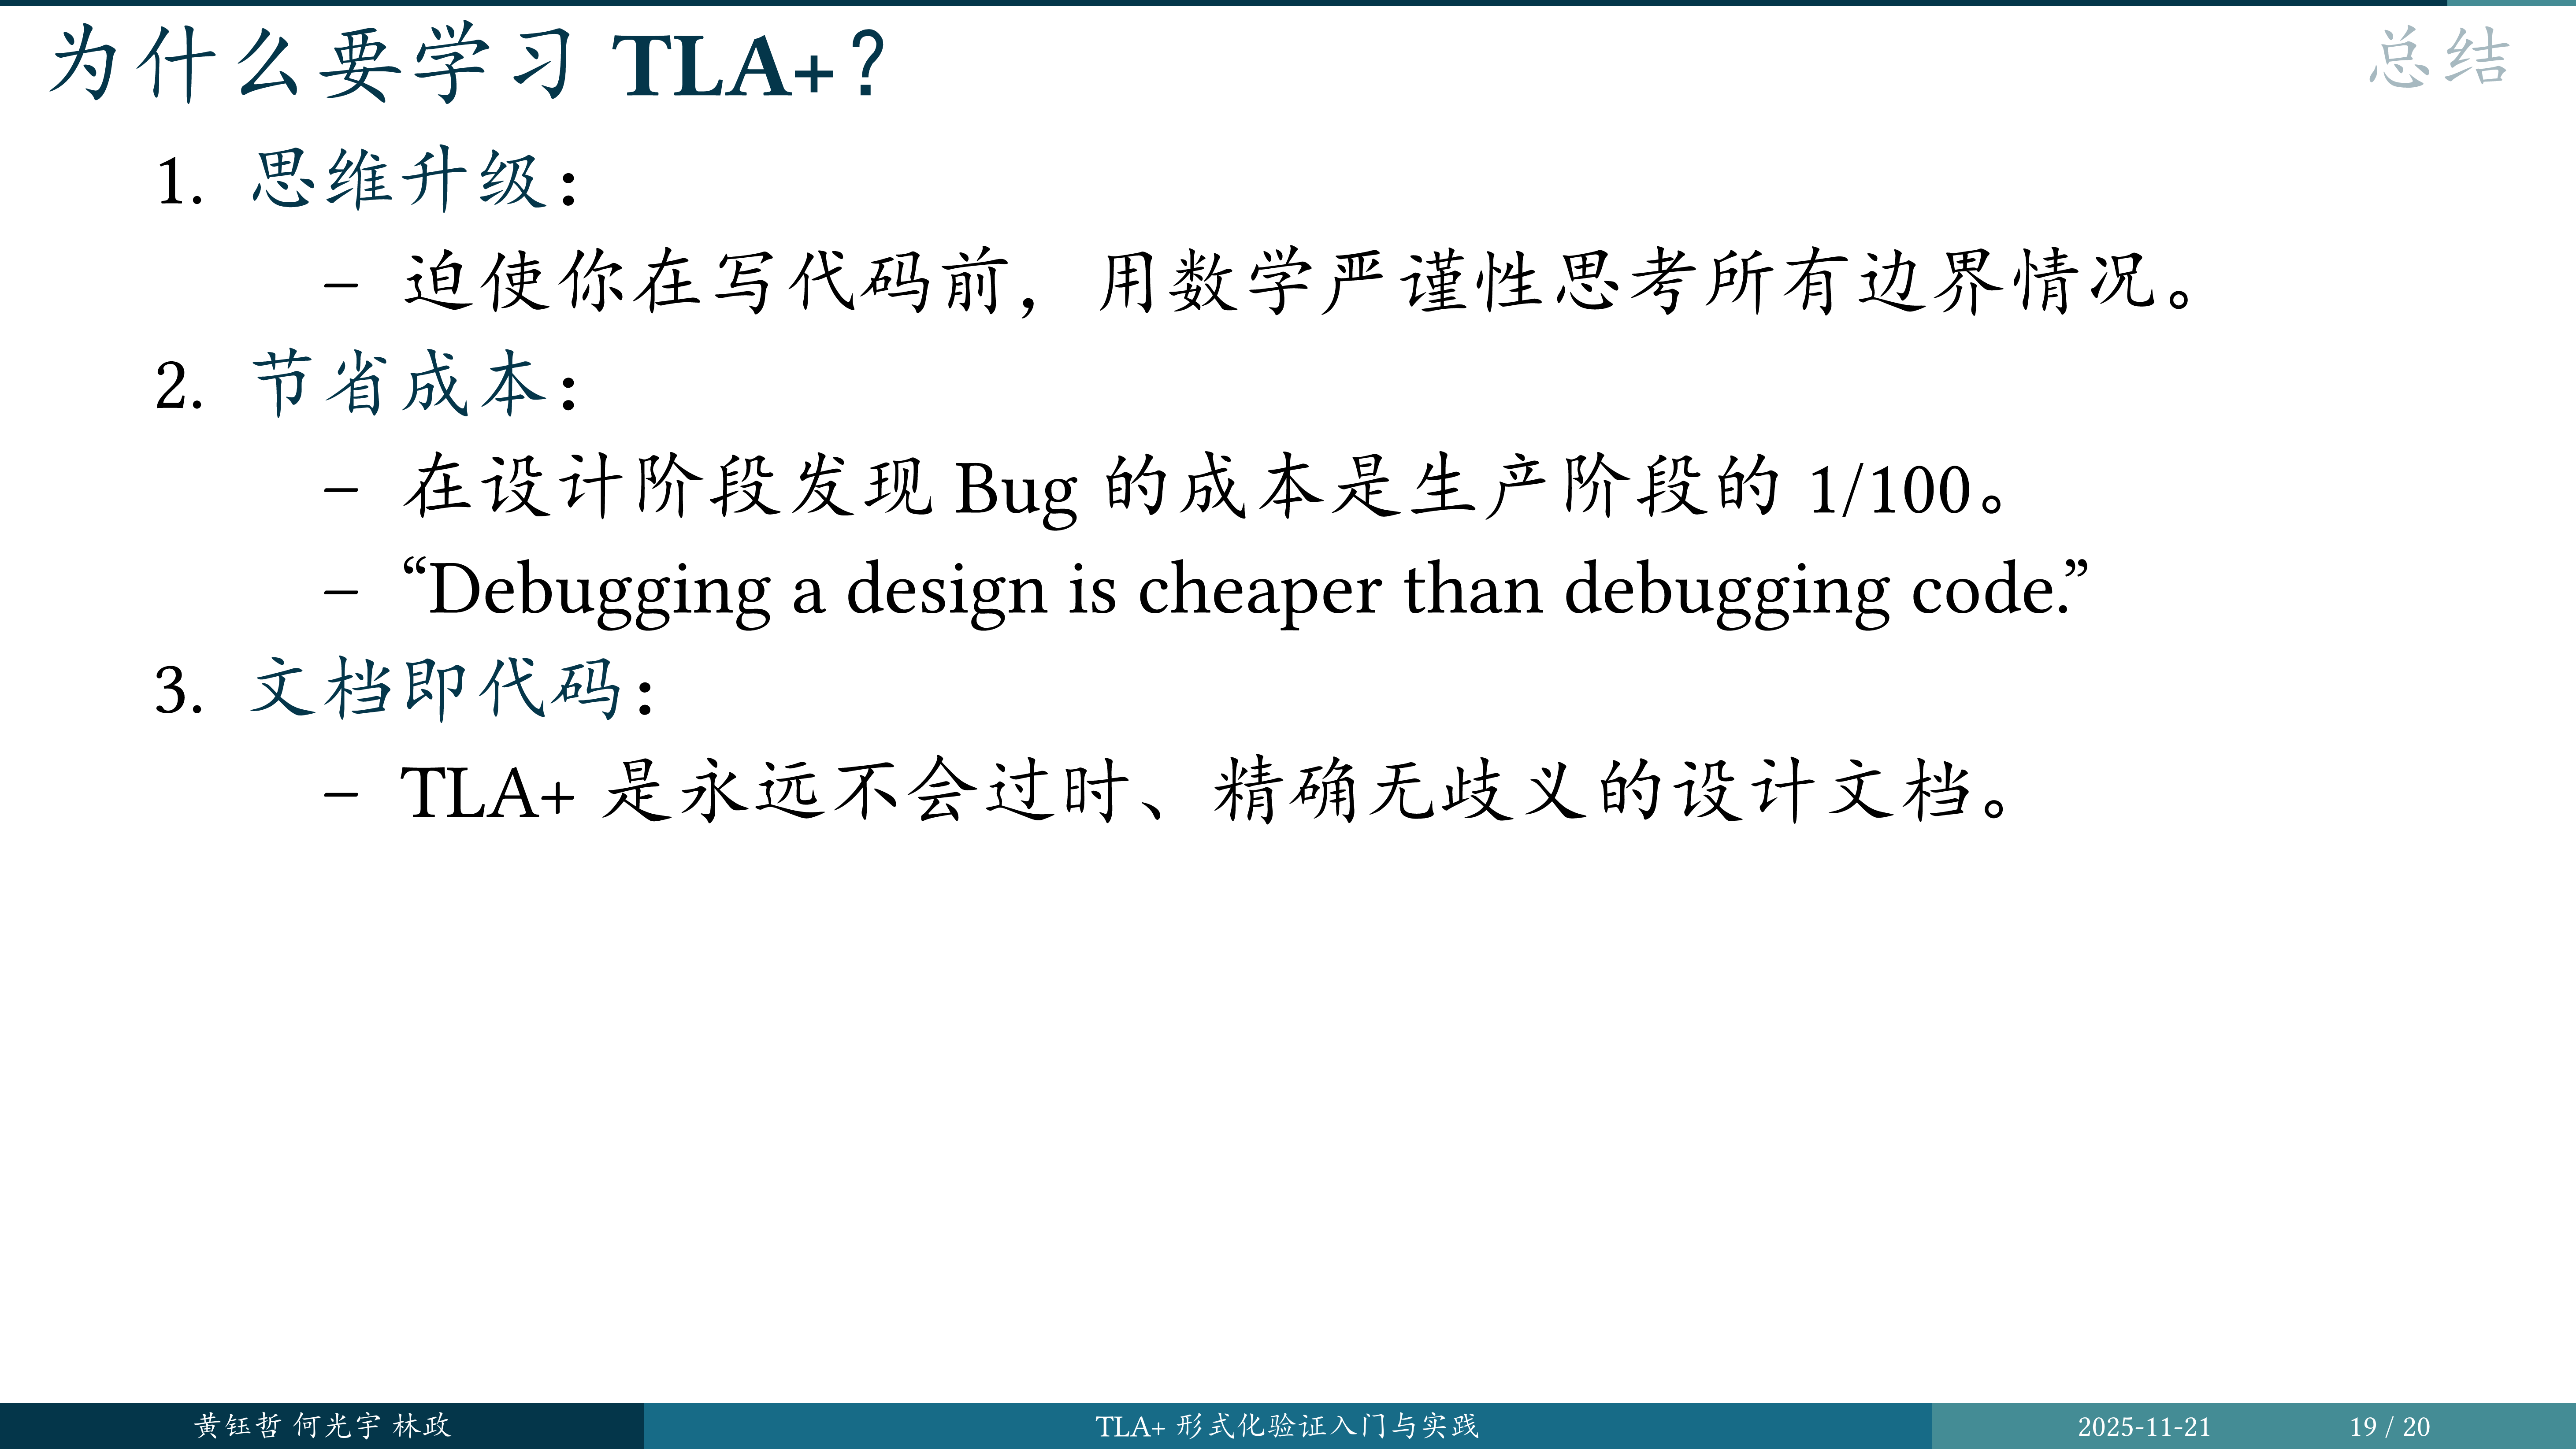 为什么要学习 TLA+？
总结
1. 思维升级：
– 迫使你在写代码前，用数学严谨性思考所有边界情况。
2. 节省成本：
– 在设计阶段发现 Bug 的成本是生产阶段的 1/100。
– “Debugging a design is cheaper than debugging code.”
3. 文档即代码：
– TLA+ 是永远不会过时、精确无歧义的设计文档。
黄钰哲 何光宇 林政
TLA+ 形式化验证入门与实践
2025-11-21
19 / 20